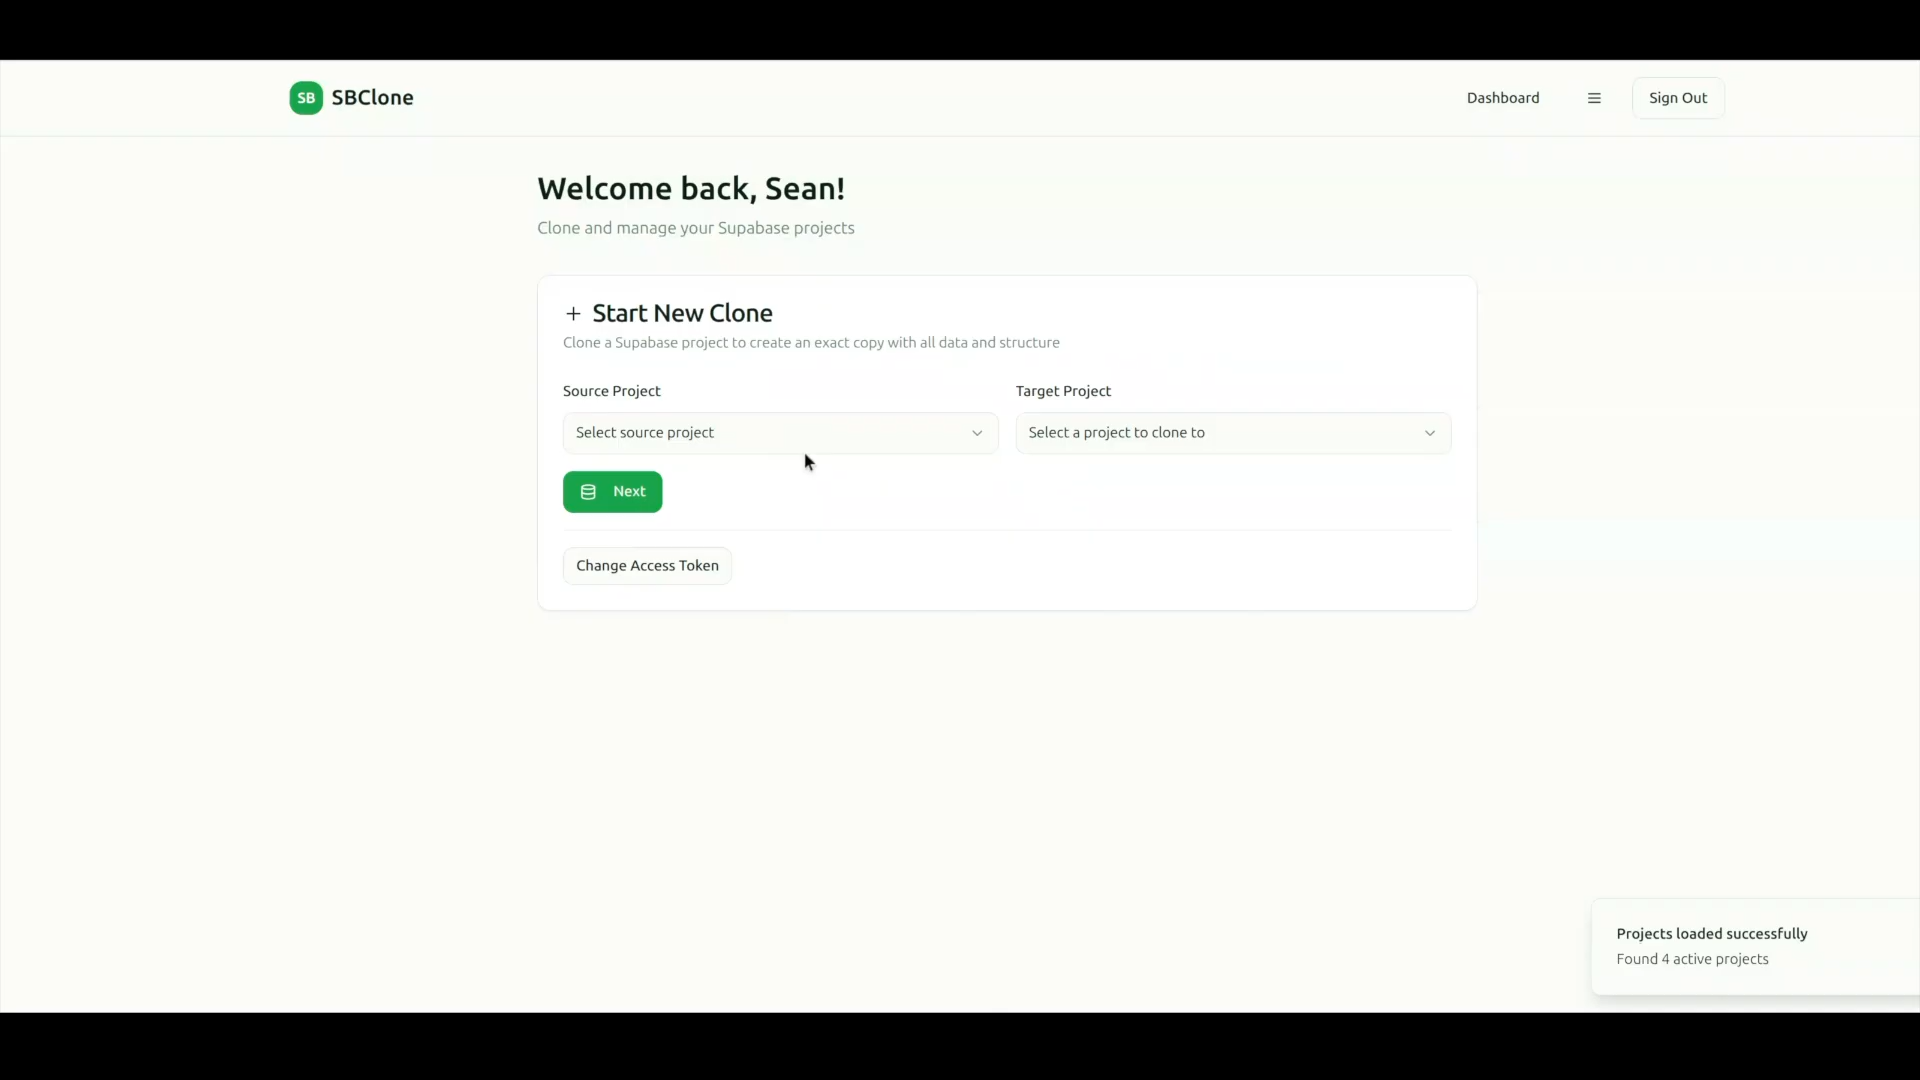 SB SBClone
Dashboard
Sign Out
Welcome back, Sean!
Clone and manage your Supabase projects
Start New Clone
Clone a Supabase project to create an exact copy with all data and structure
Source Project
Target Project
Select source project
Select a project to clone to
Next
Change Access Token
Projects loaded successfully
Found 4 active projects